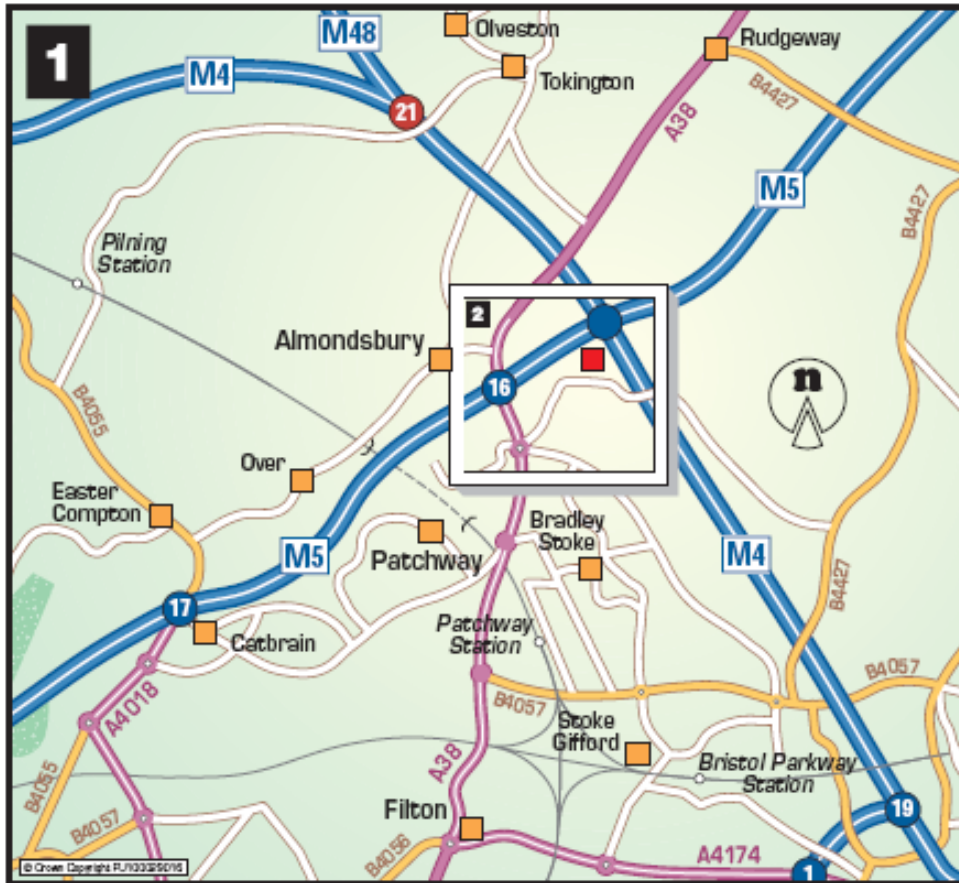 1
M48
Olveston
Rudgeway
M4
Tokington
B4427
21
A38
M5
B4427
Pilning
Station
2
Almondsbury
16
n
B4055
Over
Easter
Compton
Bradley
Stoke
M5
Patchway
M4
17
B4427
Catbrain
Patchway
Station
B4057
A4018
B4057
Stoke
Gifford
A38
Bristol Parkway
Station
B4055
Filton
19
B4057
B4056
A4174
1